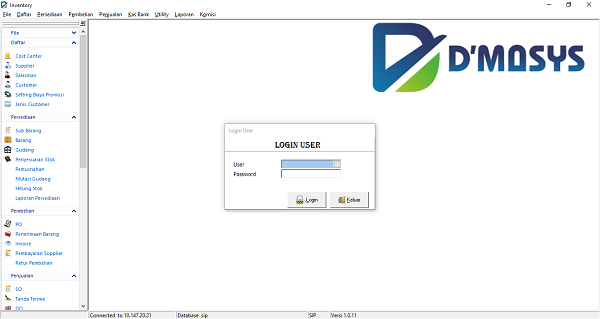 Inventory
File Daftar Persediaan Pembelian Penjualan Kas Bank Utility Laporan Komisi
File
Daftar
Cost Center
Supplier
Salesman
Customer
Setting Biaya Promosi
Jenis Customer
Persediaan
Sub Barang
Barang
Gudang
Penyesuaian Stok
Pemusnahan
Mutasi Gudang
Hitung Stok
Laporan Persediaan
Pembelian
PO
Penerimaan Barang
Invoice
Pembayaran Supplier
Retur Pembelian
Penjualan
SO
Tanda Terima
DO
D'MASYS
Login User
LOGIN USER
User
Password
Login
Keluar
Connected to 10.147.20.21 Database sip SIP Versi 1.0.11